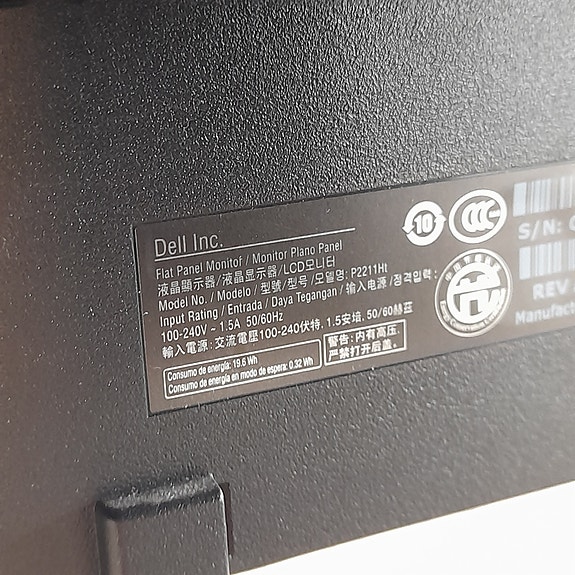 Dell Inc.
Flat Panel Monitor / Monitor Plano Panel
液晶顯示器/液晶显示器/LCD모니터
Model No. / Modelo / 型號/型号/모델명: P2211Ht
Input Rating / Entrada / Daya Tegangan / 输入电源 /정격입력:
100-240V ~ 1.5A 50/60Hz
輸入電源: 交流電壓100-240伏特, 1.5安培, 50/60赫茲
Consumo de energía: 19.6 Wh
Consumo de energía en modo de espera: 0.32 Wh
警告: 内有高压,
严禁打开后盖。
10
S/N:
REV